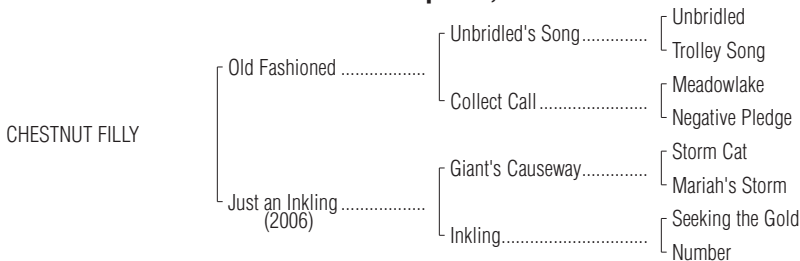 Unbridled
Unbridled's Song..............
Trolley Song
Old Fashioned ..................
Meadowlake
Collect Call.......................
Negative Pledge
CHESTNUT FILLY
Storm Cat
Giant's Causeway..............
Mariah's Storm
Just an Inkling ..................
(2006)
Seeking the Gold
Inkling...............................
Number